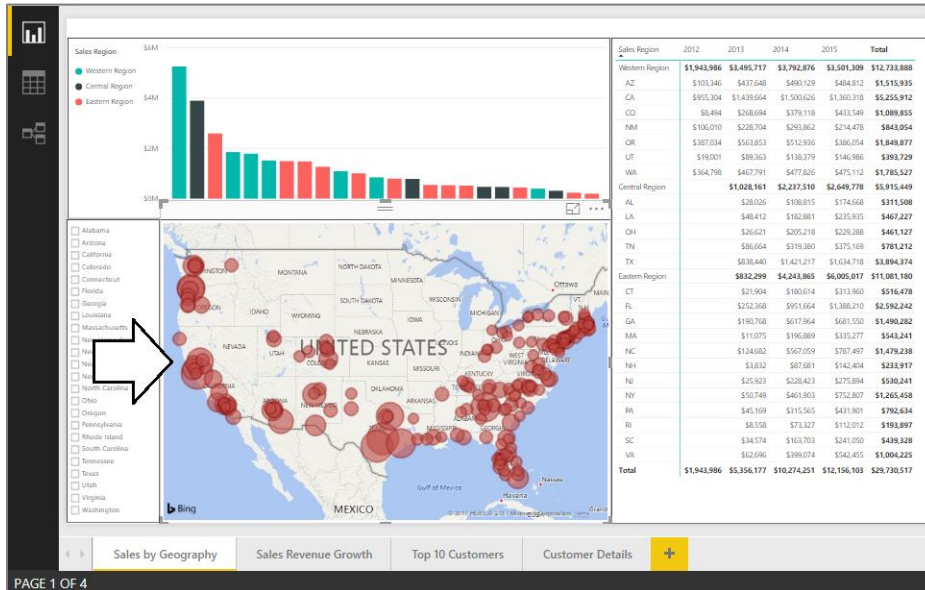 Sales Region
Western Region
Central Region
Eastern Region
$6M
$4M
$2M
$0M
Alabama
Arizona
California
Colorado
Connecticut
Florida
Georgia
Louisiana
Massachusetts
North Carolina
Ohio
Oregon
Pennsylvania
Rhode Island
South Carolina
Tennessee
Texas
Utah
Virginia
Washington
UNITED STATES
MONTANA
NORTH DAKOTA
MINNESOTA
SOUTH DAKOTA
WISCONSIN
MICHIGAN
Ottawa
IDAHO
WYOMING
IOWA
NEBRASKA
NEVADA
UTAH
KANSAS
MISSOURI
WEST
KENTUCKY
OKLAHOMA
ARKANSAS
MEXICO
Gulf of Mexico
Havana
Nassau
Bing
Sales Region 2012 2013 2014 2015 Total
Western Region $1,943,986 $3,495,717 $3,792,876 $3,501,309 $12,733,888
AZ $103,346 $437,648 $490,129 $484,812 $1,515,935
CA $955,304 $1,439,664 $1,500,626 $1,360,318 $5,255,912
CO $8,494 $268,694 $379,118 $433,549 $1,089,855
NM $106,010 $228,704 $293,862 $214,478 $843,054
OR $387,034 $563,853 $512,936 $386,054 $1,849,877
UT $19,001 $89,363 $138,379 $146,986 $393,729
WA $364,798 $467,791 $477,826 $475,112 $1,785,527
Central Region $1,028,161 $2,237,510 $2,649,778 $5,915,449
AL $28,026 $108,815 $174,668 $311,508
LA $48,412 $182,881 $235,935 $467,227
OH $26,621 $205,218 $229,288 $461,127
TN $86,664 $319,380 $375,169 $781,212
TX $838,440 $1,421,217 $1,634,718 $3,894,374
Eastern Region $832,299 $4,243,865 $6,005,017 $11,081,180
CT $21,904 $180,614 $313,960 $516,478
FL $252,368 $951,664 $1,388,210 $2,592,242
GA $190,768 $617,964 $681,550 $1,490,282
MA $11,075 $196,889 $335,277 $543,241
NC $124,682 $567,059 $787,497 $1,479,238
NH $3,832 $87,681 $142,404 $233,917
NJ $25,923 $228,423 $275,894 $530,241
NY $50,749 $461,903 $752,807 $1,265,458
PA $45,169 $315,565 $431,901 $792,634
RI $8,558 $73,327 $112,012 $193,897
SC $34,574 $163,703 $241,050 $439,328
VA $62,696 $399,074 $542,455 $1,004,225
Total $1,943,986 $5,356,177 $10,274,251 $12,156,103 $29,730,517
Sales by Geography
Sales Revenue Growth
Top 10 Customers
Customer Details
+
PAGE 1 OF 4